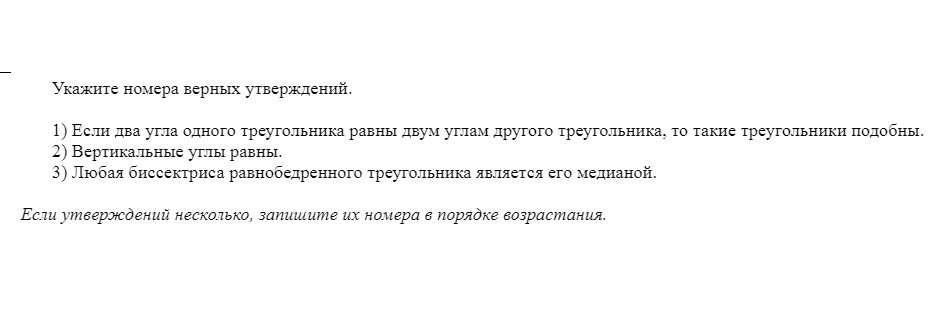 Укажите номера верных утверждений.
1) Если два угла одного треугольника равны двум углам другого треугольника, то такие треугольники подобны.
2) Вертикальные углы равны.
3) Любая биссектриса равнобедренного треугольника является его медианой.
Если утверждений несколько, запишите их номера в порядке возрастания.